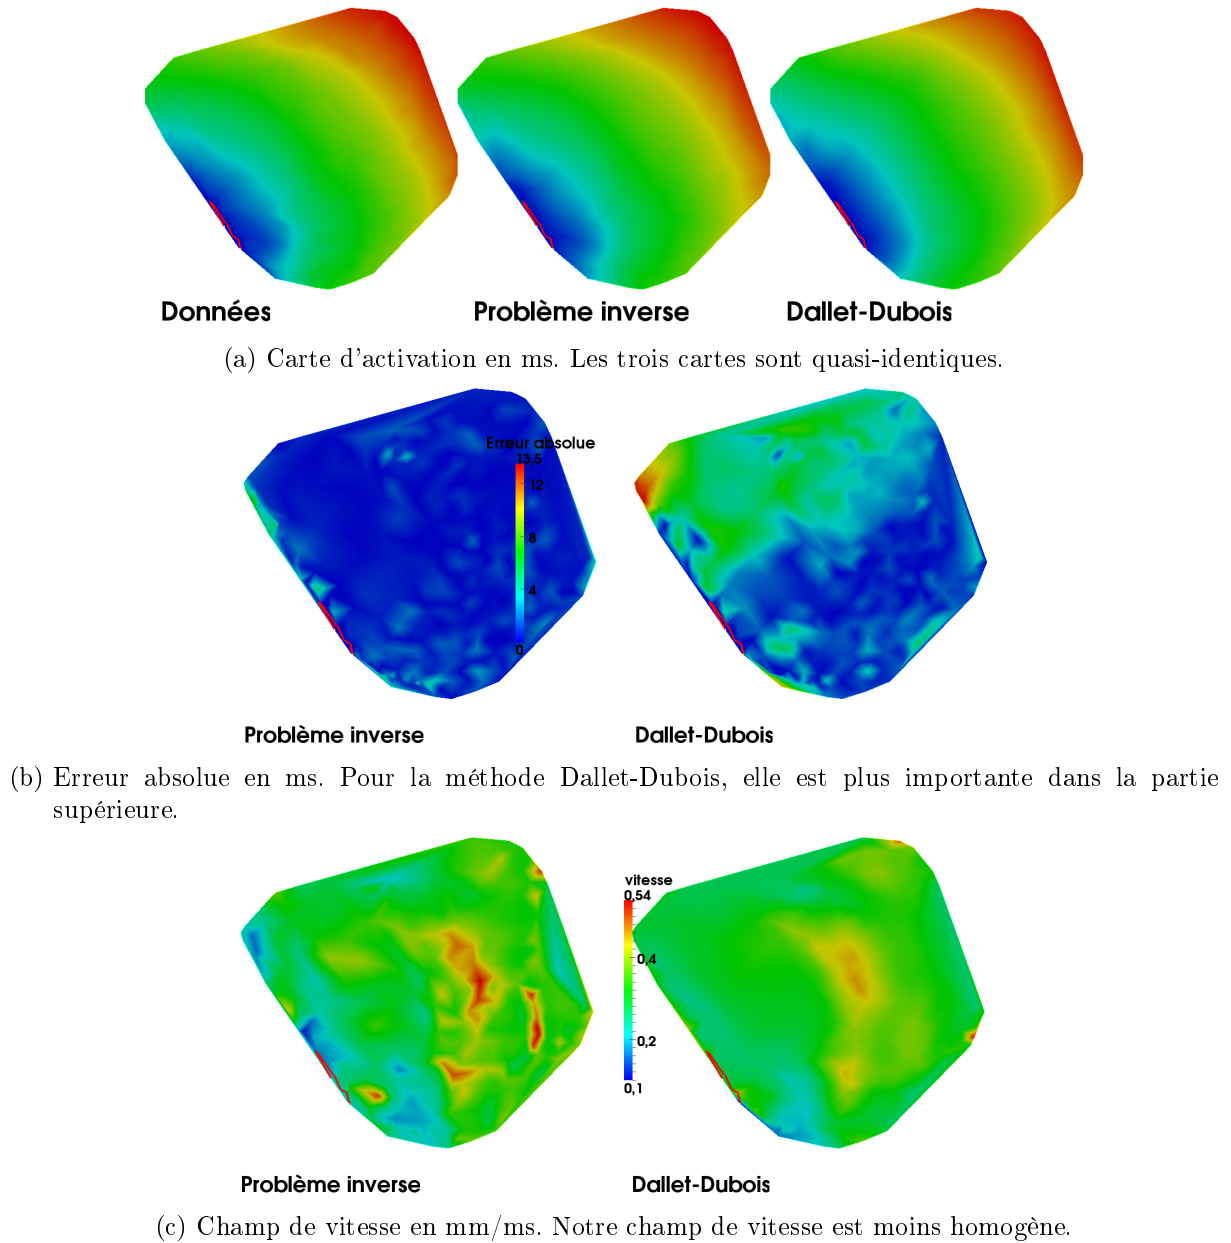 Données
Problème inverse
Dallet-Dubois
(a) Carte d'activation en ms. Les trois cartes sont quasi-identiques.
Erreur absolue
13,5
12
8
4
0
Problème inverse
Dallet-Dubois
(b) Erreur absolue en ms. Pour la méthode Dallet-Dubois, elle est plus importante dans la partie
supérieure.
vitesse
0,54
0,4
0,2
0,1
Problème inverse
Dallet-Dubois
(c) Champ de vitesse en mm/ms. Notre champ de vitesse est moins homogène.